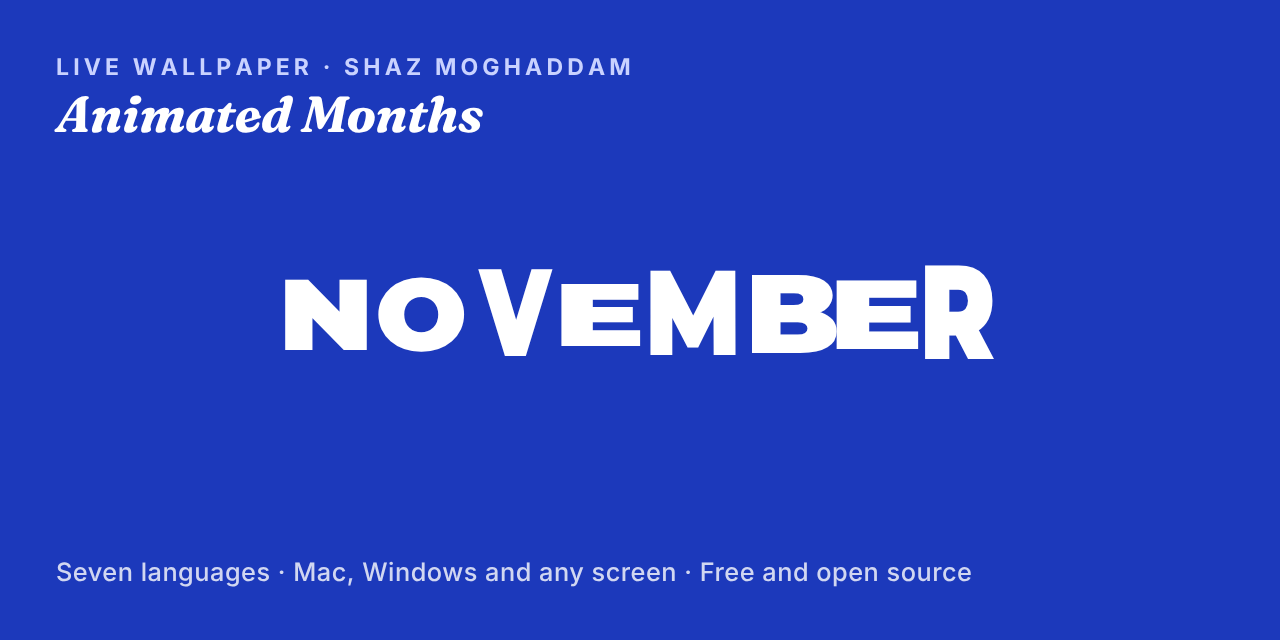 LIVE WALLPAPER · SHAZ MOGHADDAM
Animated Months
NOVEMBER
Seven languages · Mac, Windows and any screen · Free and open source